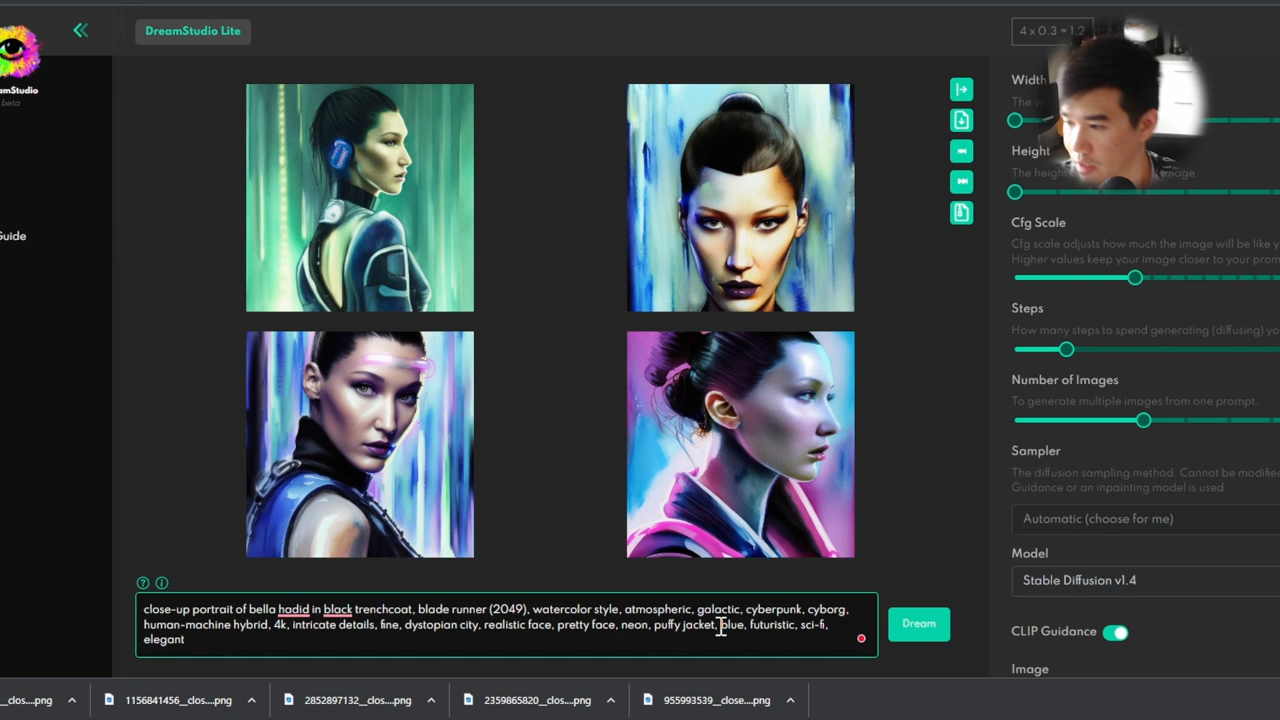 DreamStudio Lite
4 x 0.3 = 1.2
amStudio
beta
Guide
Width
The w
Height
The heigh
mage.
Cfg Scale
Cfg scale adjusts how much the image will be like y
Higher values keep your image closer to your prom
Steps
How many steps to spend generating (diffusing) yo
Number of Images
To generate multiple images from one prompt.
Sampler
The diffusion sampling method. Cannot be modifie
Guidance or an inpainting model is used.
Automatic (choose for me)
Model
Stable Diffusion v1.4
CLIP Guidance
Image
close-up portrait of bella hadid in black trenchcoat, blade runner (2049), watercolor style, atmospheric, galactic, cyberpunk, cyborg,
human-machine hybrid, 4k, intricate details, fine, dystopian city, realistic face, pretty face, neon, puffy jacket, blue, futuristic, sci-fi,
elegant
Dream
_clos....png
1156841456_clos....png
2852897132_clos....png
2359865820_clos....png
955993539_close....png